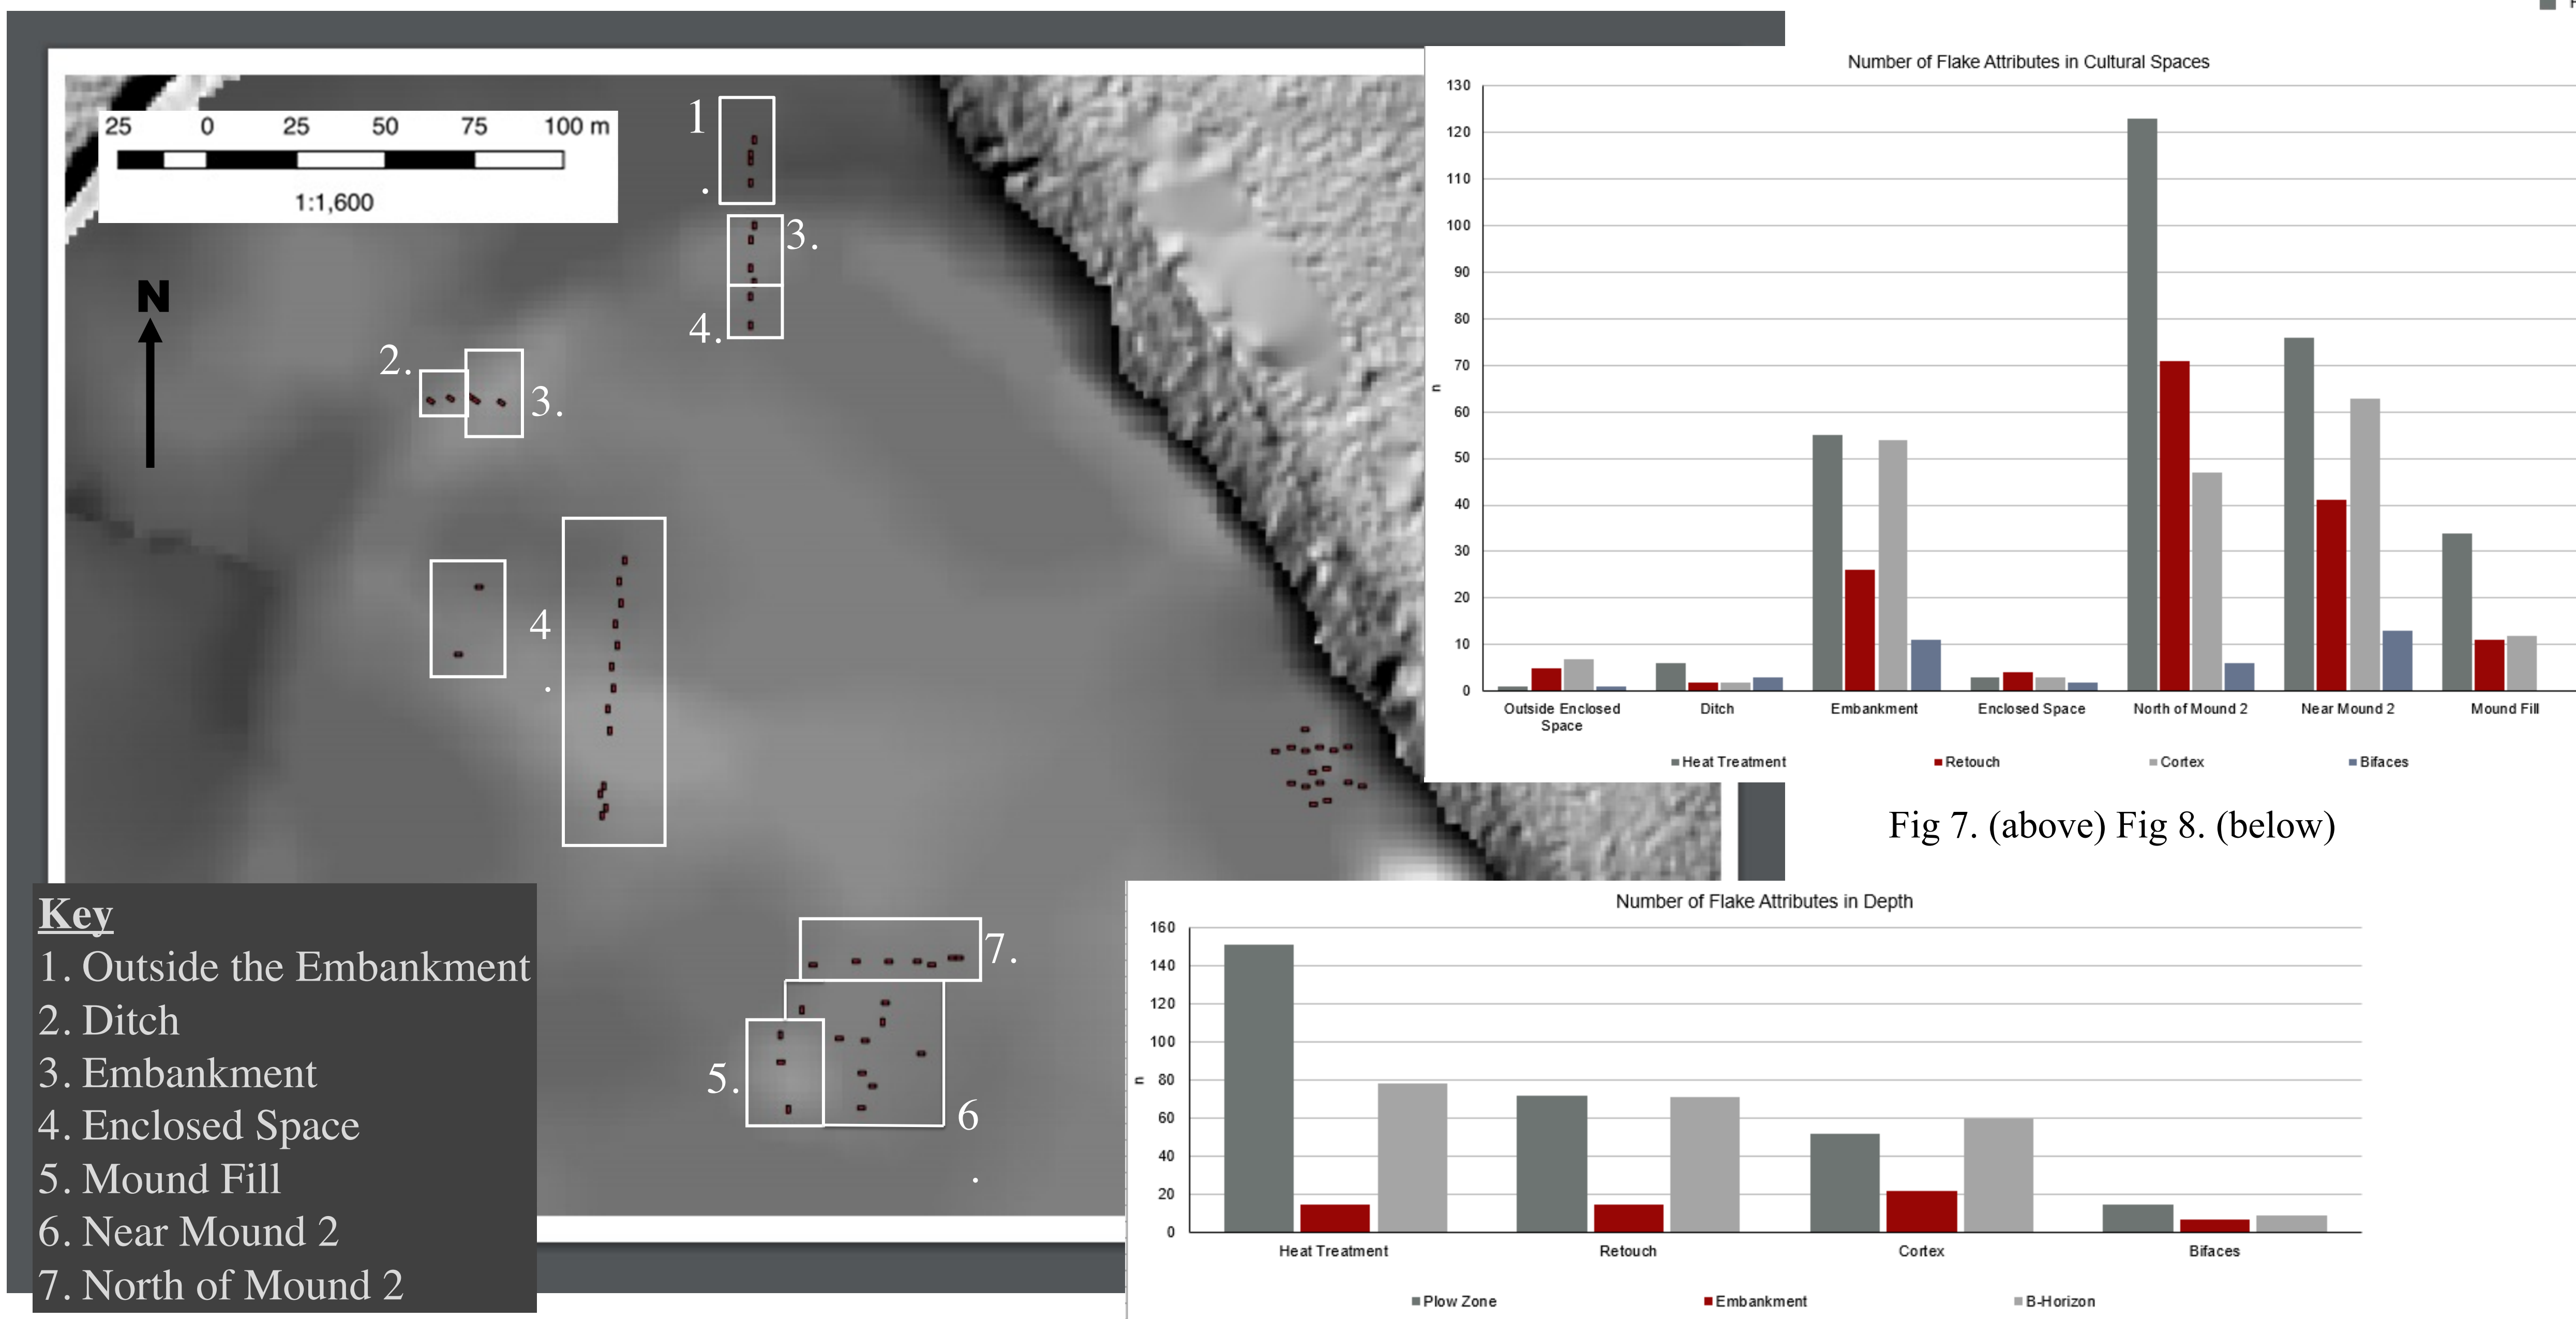 25 0 25 50 75 100 m
1:1,600
N
1
.
3.
4.
2.
3.
4
.
7.
5.
6
.
Key
1. Outside the Embankment
2. Ditch
3. Embankment
4. Enclosed Space
5. Mound Fill
6. Near Mound 2
7. North of Mound 2
Number of Flake Attributes in Cultural Spaces
130
120
110
100
90
80
70
60
50
40
30
20
10
0
n
Outside Enclosed Space
Ditch
Embankment
Enclosed Space
North of Mound 2
Near Mound 2
Mound Fill
Heat Treatment
Retouch
Cortex
Bifaces
Fig 7. (above) Fig 8. (below)
Number of Flake Attributes in Depth
160
140
120
100
80
60
40
20
0
n
Heat Treatment
Retouch
Cortex
Bifaces
Plow Zone
Embankment
B-Horizon